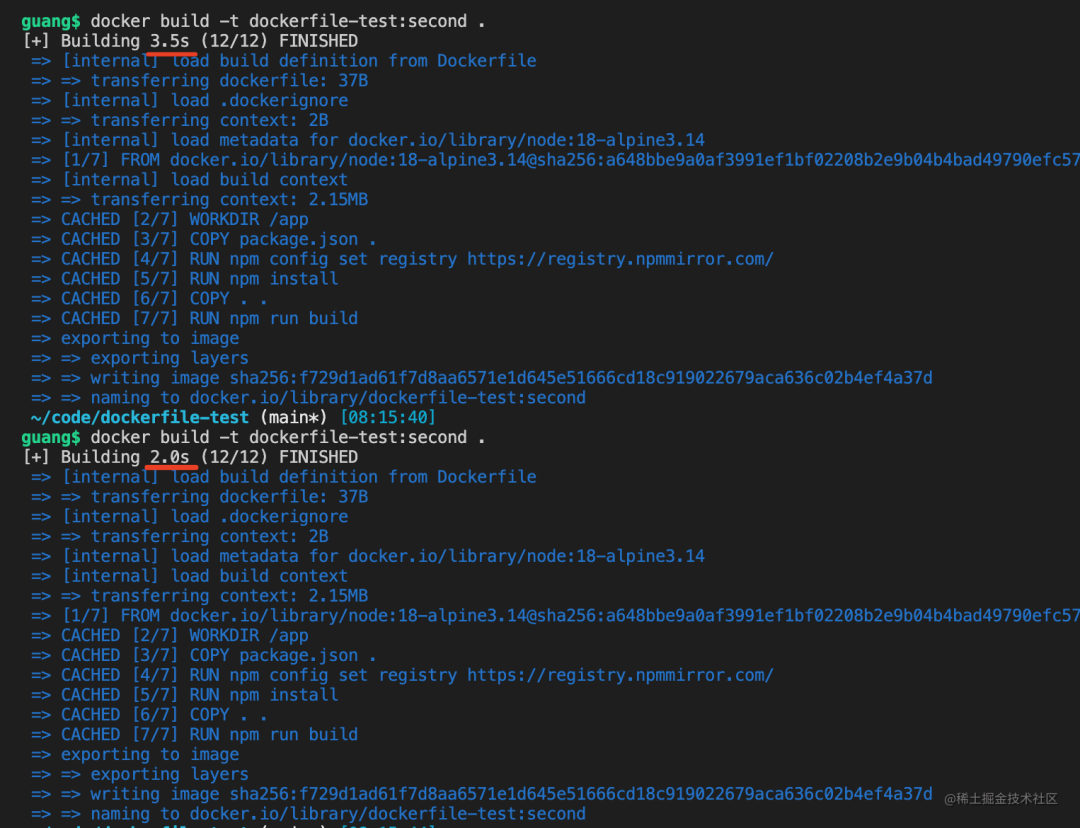 guang$ docker build -t dockerfile-test:second .
[+] Building 3.5s (12/12) FINISHED
=> [internal] load build definition from Dockerfile
=> => transferring dockerfile: 37B
=> [internal] load .dockerignore
=> => transferring context: 2B
=> [internal] load metadata for docker.io/library/node:18-alpine3.14
=> [1/7] FROM docker.io/library/node:18-alpine3.14@sha256:a648bbe9a0af3991ef1bf02208b2e9b04b4bad49790efc57
=> [internal] load build context
=> => transferring context: 2.15MB
=> CACHED [2/7] WORKDIR /app
=> CACHED [3/7] COPY package.json .
=> CACHED [4/7] RUN npm config set registry https://registry.npmmirror.com/
=> CACHED [5/7] RUN npm install
=> CACHED [6/7] COPY . .
=> CACHED [7/7] RUN npm run build
=> exporting to image
=> => exporting layers
=> => writing image sha256:f729d1ad61f7d8aa6571e1d645e51666cd18c919022679aca636c02b4ef4a37d
=> => naming to docker.io/library/dockerfile-test:second
~/code/dockerfile-test (main*) [08:15:40]
guang$ docker build -t dockerfile-test:second .
[+] Building 2.0s (12/12) FINISHED
=> [internal] load build definition from Dockerfile
=> => transferring dockerfile: 37B
=> [internal] load .dockerignore
=> => transferring context: 2B
=> [internal] load metadata for docker.io/library/node:18-alpine3.14
=> [internal] load build context
=> => transferring context: 2.15MB
=> [1/7] FROM docker.io/library/node:18-alpine3.14@sha256:a648bbe9a0af3991ef1bf02208b2e9b04b4bad49790efc57
=> CACHED [2/7] WORKDIR /app
=> CACHED [3/7] COPY package.json .
=> CACHED [4/7] RUN npm config set registry https://registry.npmmirror.com/
=> CACHED [5/7] RUN npm install
=> CACHED [6/7] COPY . .
=> CACHED [7/7] RUN npm run build
=> exporting to image
=> => exporting layers
=> => writing image sha256:f729d1ad61f7d8aa6571e1d645e51666cd18c919022679aca636c02b4ef4a37d
@稀土掘金技术社区
=> => naming to docker.io/library/dockerfile-test:second